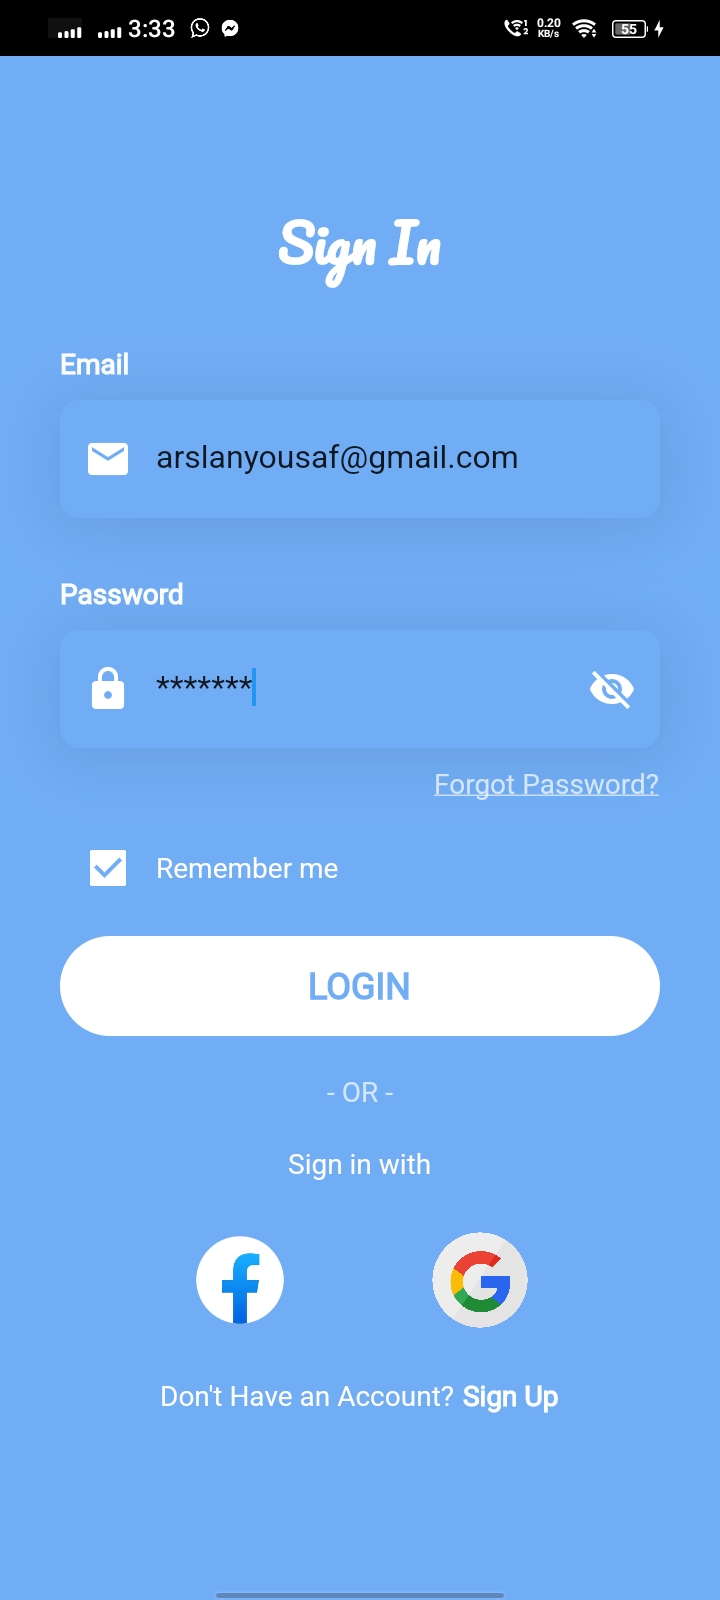 3:33 0.20 KB/s 55
Sign In
Email
arslanyousaf@gmail.com
Password
*******
Forgot Password?
Remember me
LOGIN
- OR -
Sign in with
Don't Have an Account? Sign Up